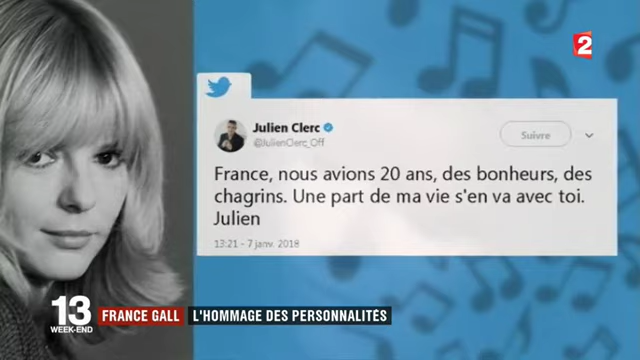 2
Julien Clerc
@JulienClerc_Off
Suivre
France, nous avions 20 ans, des bonheurs, des
chagrins. Une part de ma vie s'en va avec toi.
Julien
13:21 - 7 janv. 2018
13 FRANCE GALL L'HOMMAGE DES PERSONNALITÉS
WEEK-END